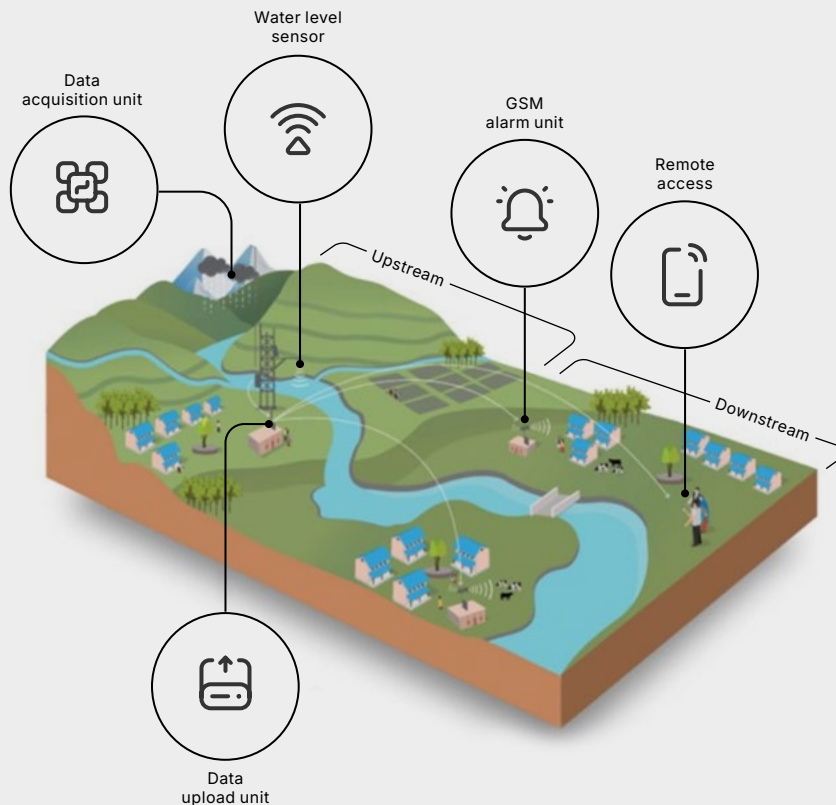 Water level
sensor
Data
acquisition unit
GSM
alarm unit
Remote
access
Upstream
Downstream
Data
upload unit